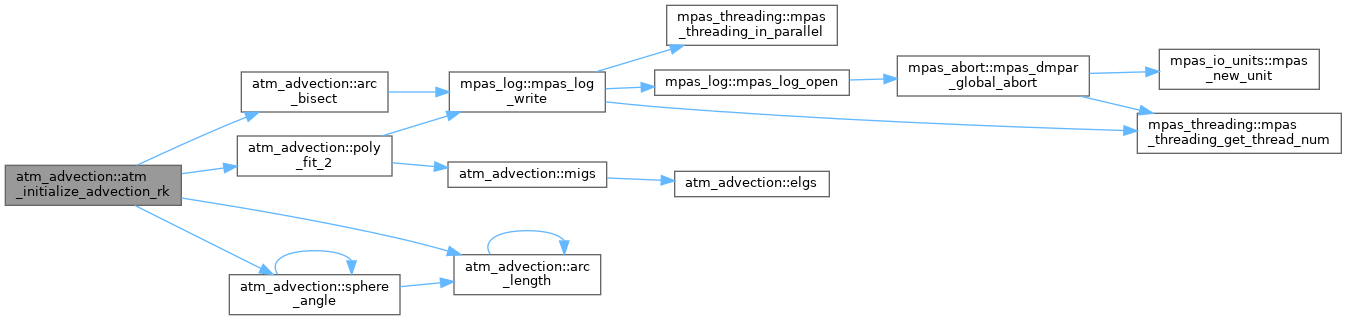 atm_advection::atm
_initialize_advection_rk
atm_advection::arc
_bisect
atm_advection::poly
_fit_2
atm_advection::sphere
_angle
mpas_log::mpas_log
_write
atm_advection::migs
atm_advection::arc
_length
mpas_threading::mpas
_threading_in_parallel
mpas_log::mpas_log_open
atm_advection::elgs
mpas_abort::mpas_dmpar
_global_abort
mpas_io_units::mpas
_new_unit
mpas_threading::mpas
_threading_get_thread_num